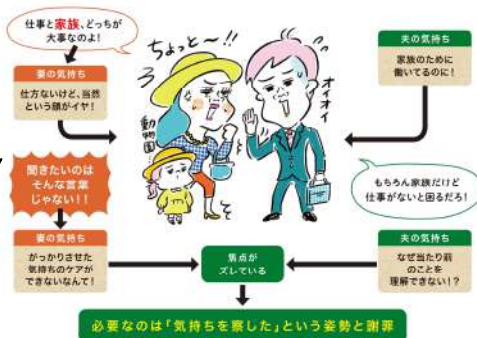 仕事と家族、どっちが
大事なのよ！
妻の気持ち
仕方ないけど、当然
という顔がイヤ！
ちょっと〜!!
動物園…
オイオイ
夫の気持ち
家族のために
働いてるのに！
聞きたいのは
そんな言葉
じゃない！！
もちろん家族だけど
仕事がないと困るだろ！
妻の気持ち
がっかりさせた
気持ちのケアが
できないなんて！
焦点が
ズレている
夫の気持ち
なぜ当たり前
のことを
理解できない！？
必要なのは「気持ちを察した」という姿勢と謝罪